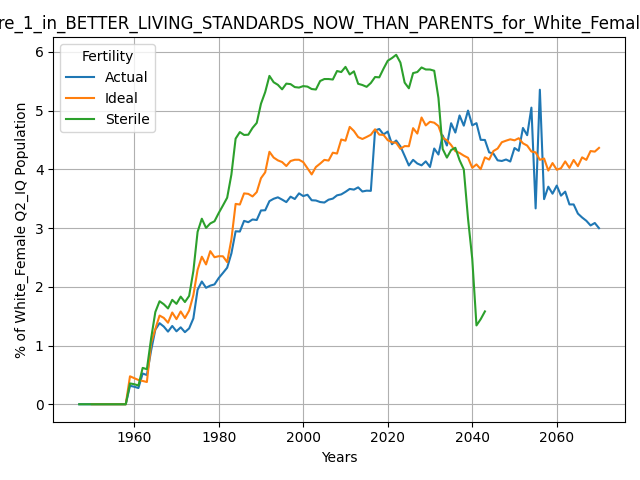 re_1_in_BETTER_LIVING_STANDARDS_NOW_THAN_PARENTS_for_White_Femal
Fertility
Actual
Ideal
Sterile
% of White_Female Q2_IQ Population
6
5
4
3
2
1
0
1960 1980 2000 2020 2040 2060
Years